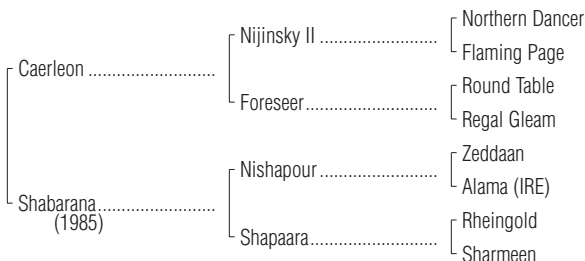 Northern Dancer
Nijinsky II ............................
Flaming Page
Caerleon ..............................
Round Table
Foreseer................................
Regal Gleam
Zeddaan
Nishapour ............................
Alama (IRE)
Shabarana............................
(1985)
Rheingold
Shapaara...............................
Sharmeen